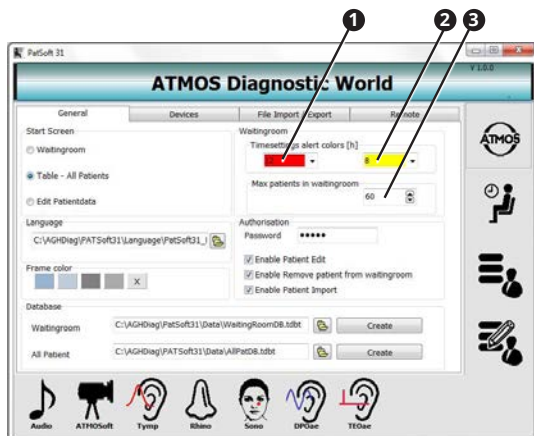 1 2 3
PatSoft 31
V 1.0.0
ATMOS Diagnostic World
General Devices File Import / Export Remote
Start Screen
Waitingroom
Table - All Patients
Edit Patientdata
Waitingroom
Timesettings alert colors [h]
12 8
Max patients in waitingroom
60
Language
C:\AGHDiag\PATSoft31\Language\PatSoft31_
Authorisation
Password •••••
Enable Patient Edit
Enable Remove patient from waitingroom
Enable Patient Import
Frame color
X
Database
Waitingroom C:\AGHDiag\PatSoft31\Data\WaitingRoomDB.tdbt Create
All Patient C:\AGHDiag\PATSoft31\Data\AllPatDB.tdbt Create
ATMOS
Audio ATMOSoft Tymp Rhino Sono DPOae TEOae